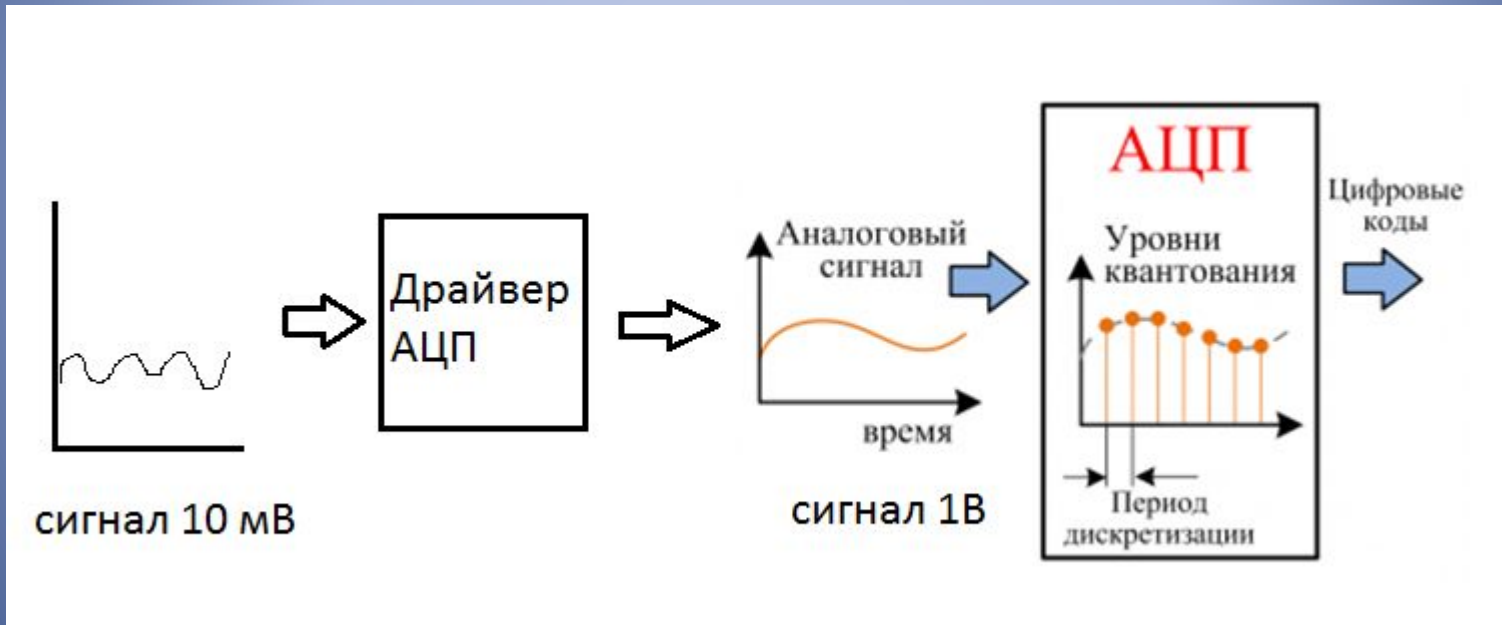 сигнал 10 мВ
Драйвер
АЦП
Аналоговый
сигнал
время
сигнал 1В
АЦП
Уровни
квантования
Период
дискретизации
Цифровые
коды